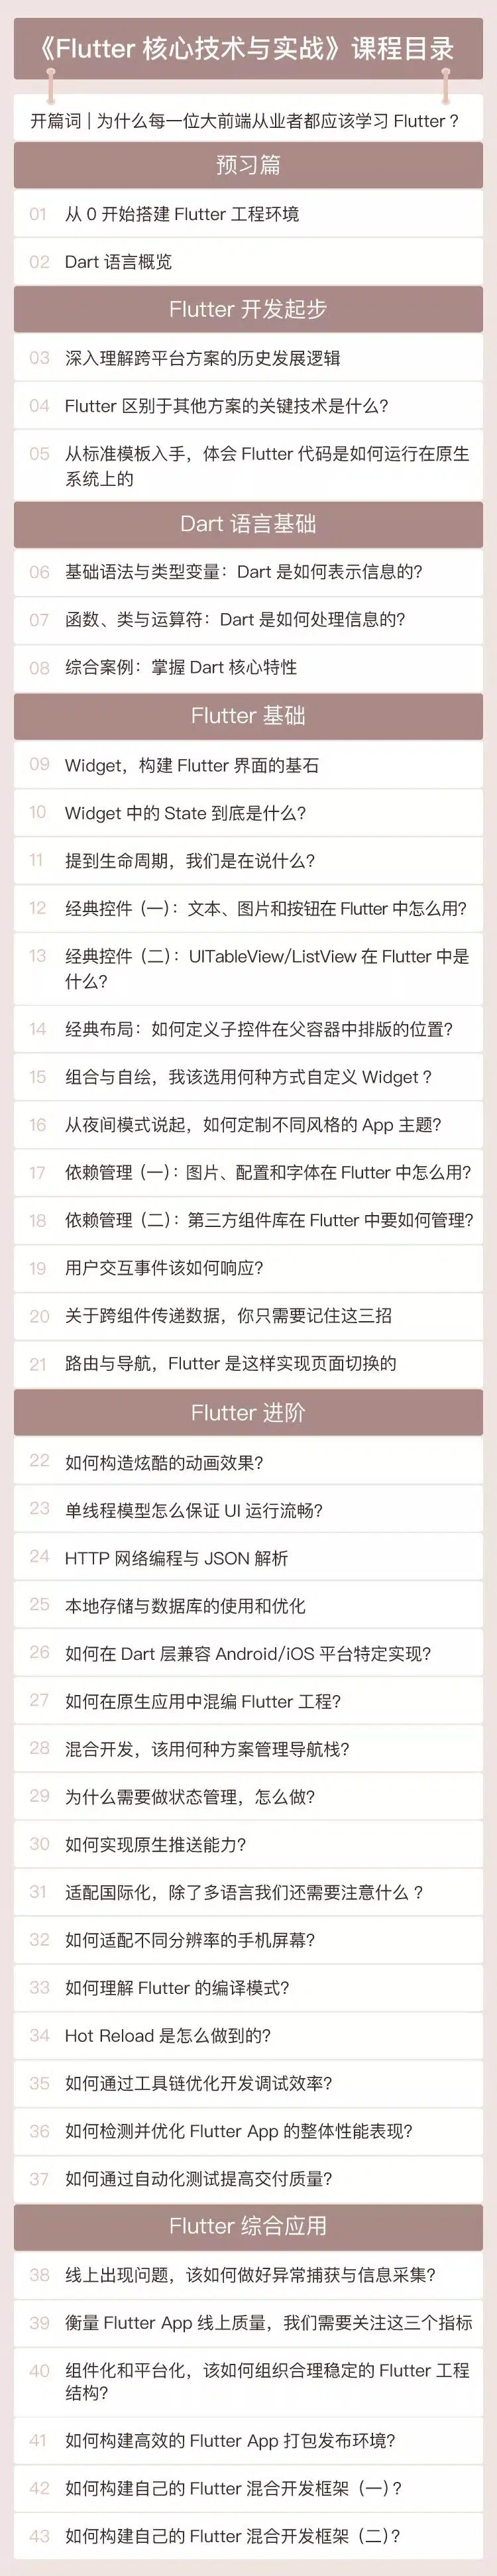 《Flutter 核心技术与实战》课程目录
开篇词 | 为什么每一位大前端从业者都应该学习 Flutter？
预习篇
01 从 0 开始搭建 Flutter 工程环境
02 Dart 语言概览
Flutter 开发起步
03 深入理解跨平台方案的历史发展逻辑
04 Flutter 区别于其他方案的关键技术是什么？
05 从标准模板入手，体会 Flutter 代码是如何运行在原生
系统上的
Dart 语言基础
06 基础语法与类型变量：Dart 是如何表示信息的？
07 函数、类与运算符：Dart 是如何处理信息的？
08 综合案例：掌握 Dart 核心特性
Flutter 基础
09 Widget，构建 Flutter 界面的基石
10 Widget 中的 State 到底是什么？
11 提到生命周期，我们是在说什么？
12 经典控件（一）：文本、图片和按钮在 Flutter 中怎么用？
13 经典控件（二）：UITableView/ListView 在 Flutter 中是
什么？
14 经典布局：如何定义子控件在父容器中排版的位置？
15 组合与自绘，我该选用何种方式自定义 Widget？
16 从夜间模式说起，如何定制不同风格的 App 主题？
17 依赖管理（一）：图片、配置和字体在 Flutter 中怎么用？
18 依赖管理（二）：第三方组件库在 Flutter 中要如何管理？
19 用户交互事件该如何响应？
20 关于跨组件传递数据，你只需要记住这三招
21 路由与导航，Flutter 是这样实现页面切换的
Flutter 进阶
22 如何构造炫酷的动画效果？
23 单线程模型怎么保证 UI 运行流畅？
24 HTTP 网络编程与 JSON 解析
25 本地存储与数据库的使用和优化
26 如何在 Dart 层兼容 Android/iOS 平台特定实现？
27 如何在原生应用中混编 Flutter 工程？
28 混合开发，该用何种方案管理导航栈？
29 为什么需要做状态管理，怎么做？
30 如何实现原生推送能力？
31 适配国际化，除了多语言我们还需要注意什么？
32 如何适配不同分辨率的手机屏幕？
33 如何理解 Flutter 的编译模式？
34 Hot Reload 是怎么做到的？
35 如何通过工具链优化开发调试效率？
36 如何检测并优化 Flutter App 的整体性能表现？
37 如何通过自动化测试提高交付质量？
Flutter 综合应用
38 线上出现问题，该如何做好异常捕获与信息采集？
39 衡量 Flutter App 线上质量，我们需要关注这三个指标
40 组件化和平台化，该如何组织合理稳定的 Flutter 工程
结构？
41 如何构建高效的 Flutter App 打包发布环境？
42 如何构建自己的 Flutter 混合开发框架（一）？
43 如何构建自己的 Flutter 混合开发框架（二）？